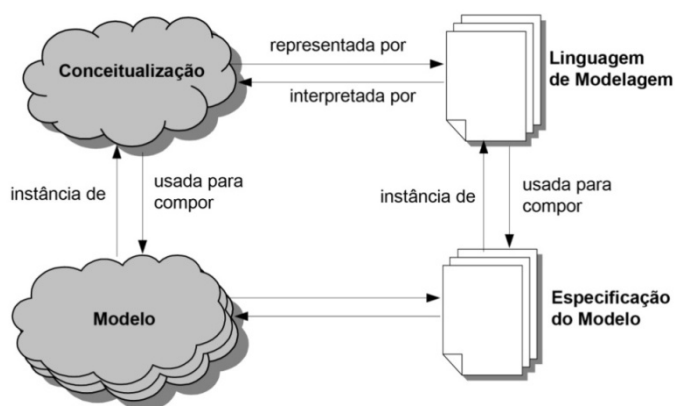 representada por
Conceitualização
Linguagem
de Modelagem
interpretada por
instância de
usada para
compor
instância de
usada para
compor
Modelo
Especificação
do Modelo